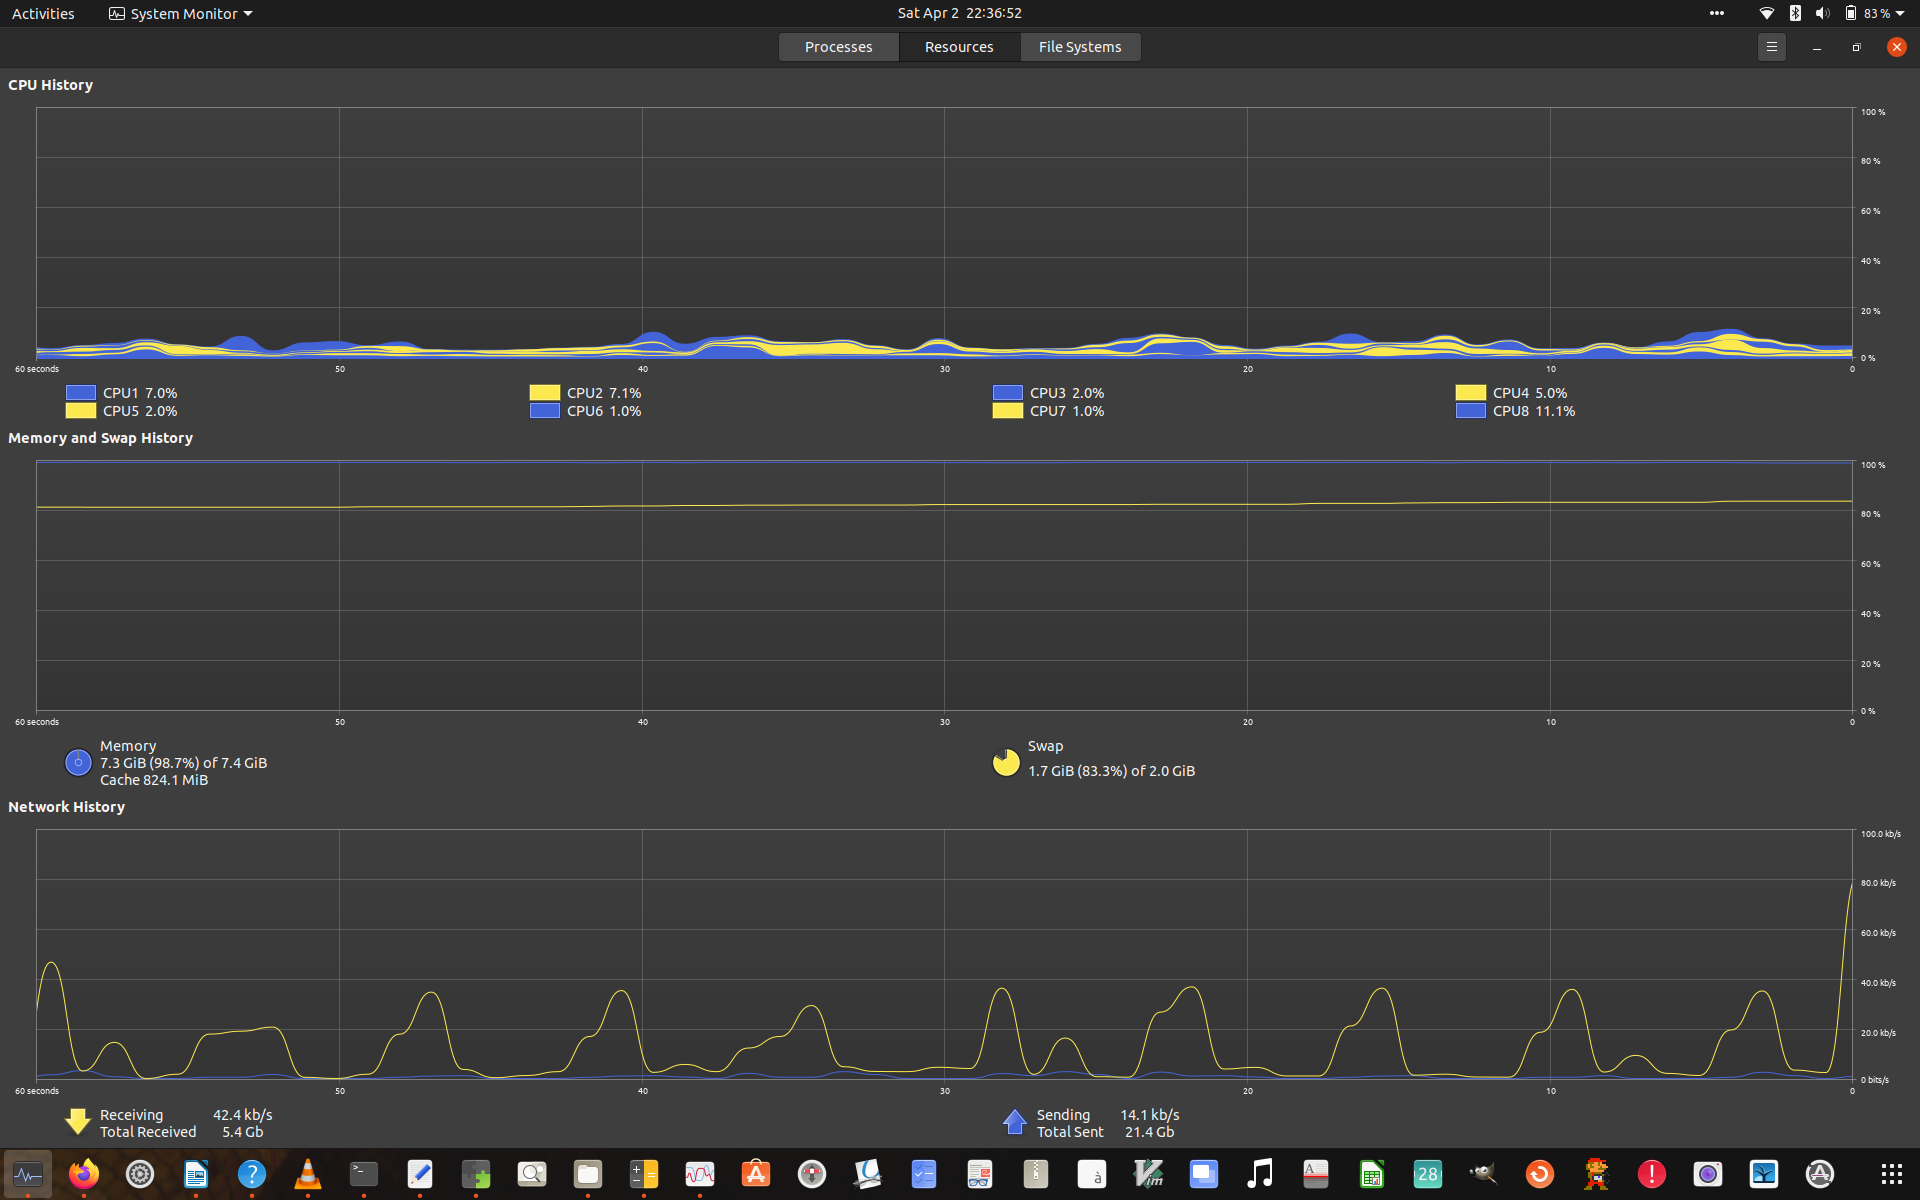 Activities System Monitor Sat Apr 2 22:36:52 83 %
Processes Resources File Systems
CPU History
100 %
80 %
60 %
40 %
20 %
0 %
60 seconds 50 40 30 20 10 0
CPU1 7.0% CPU2 7.1% CPU3 2.0% CPU4 5.0%
CPU5 2.0% CPU6 1.0% CPU7 1.0% CPU8 11.1%
Memory and Swap History
100 %
80 %
60 %
40 %
20 %
0 %
60 seconds 50 40 30 20 10 0
Memory
7.3 GiB (98.7%) of 7.4 GiB
Cache 824.1 MiB
Swap
1.7 GiB (83.3%) of 2.0 GiB
Network History
100.0 kb/s
80.0 kb/s
60.0 kb/s
40.0 kb/s
20.0 kb/s
0 bits/s
60 seconds 50 40 30 20 10 0
Receiving 42.4 kb/s
Total Received 5.4 Gb
Sending 14.1 kb/s
Total Sent 21.4 Gb
? >_ A à Vim A 28 !